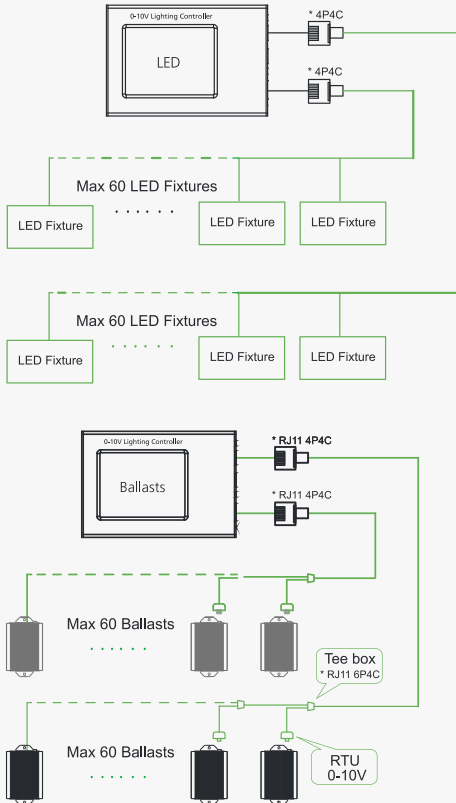 0-10V Lighting Controller
LED
* 4P4C
* 4P4C
Max 60 LED Fixtures
LED Fixture
LED Fixture
LED Fixture
Max 60 LED Fixtures
LED Fixture
LED Fixture
LED Fixture
0-10V Lighting Controller
Ballasts
* RJ11 4P4C
* RJ11 4P4C
Max 60 Ballasts
Tee box
* RJ11 6P4C
Max 60 Ballasts
RTU
0-10V